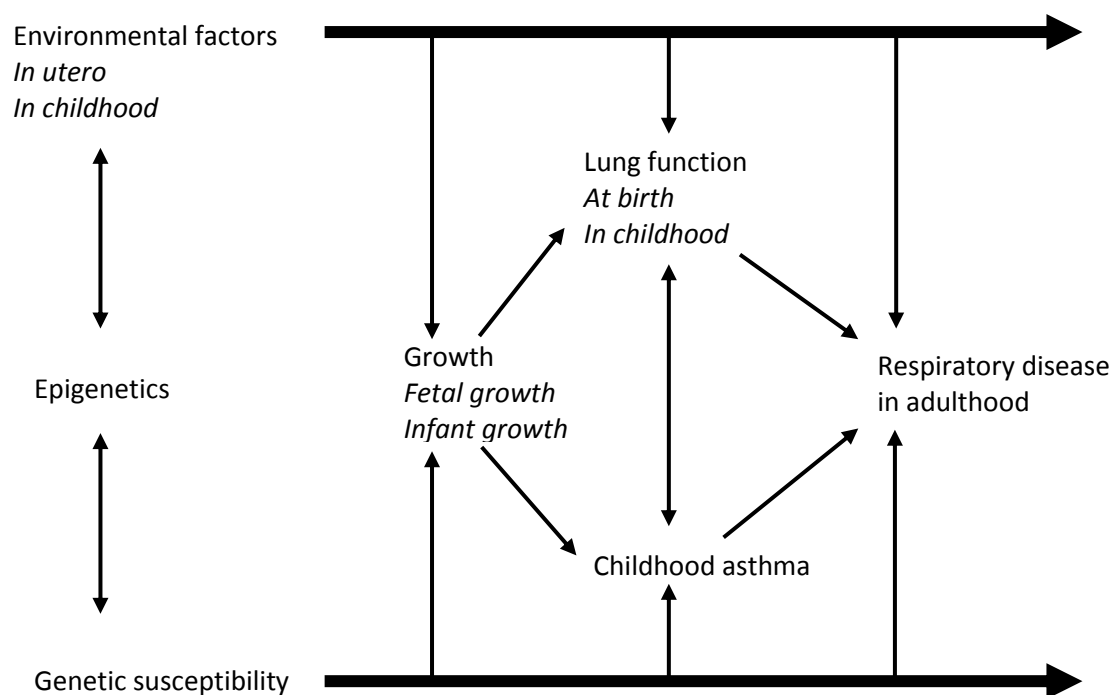 Environmental factors
In utero
In childhood
Lung function
At birth
In childhood
Growth
Fetal growth
Infant growth
Respiratory disease
in adulthood
Epigenetics
Childhood asthma
Genetic susceptibility